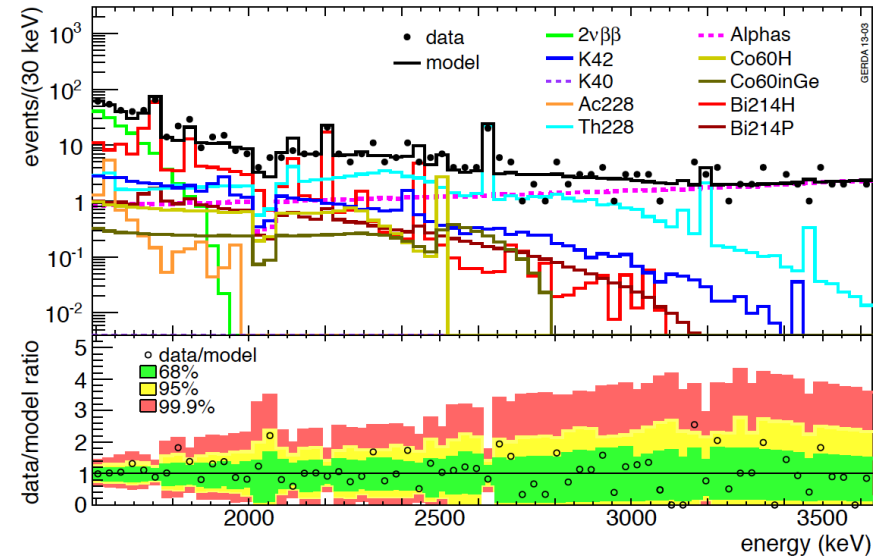 events/(30 keV)
10³
10²
10
1
10⁻¹
10⁻²
data
model
2νββ
K42
K40
Ac228
Th228
Alphas
Co60H
Co60inGe
Bi214H
Bi214P
GERDA 13-03
data/model ratio
5
4
3
2
1
0
data/model
68%
95%
99.9%
2000
2500
3000
3500
energy (keV)